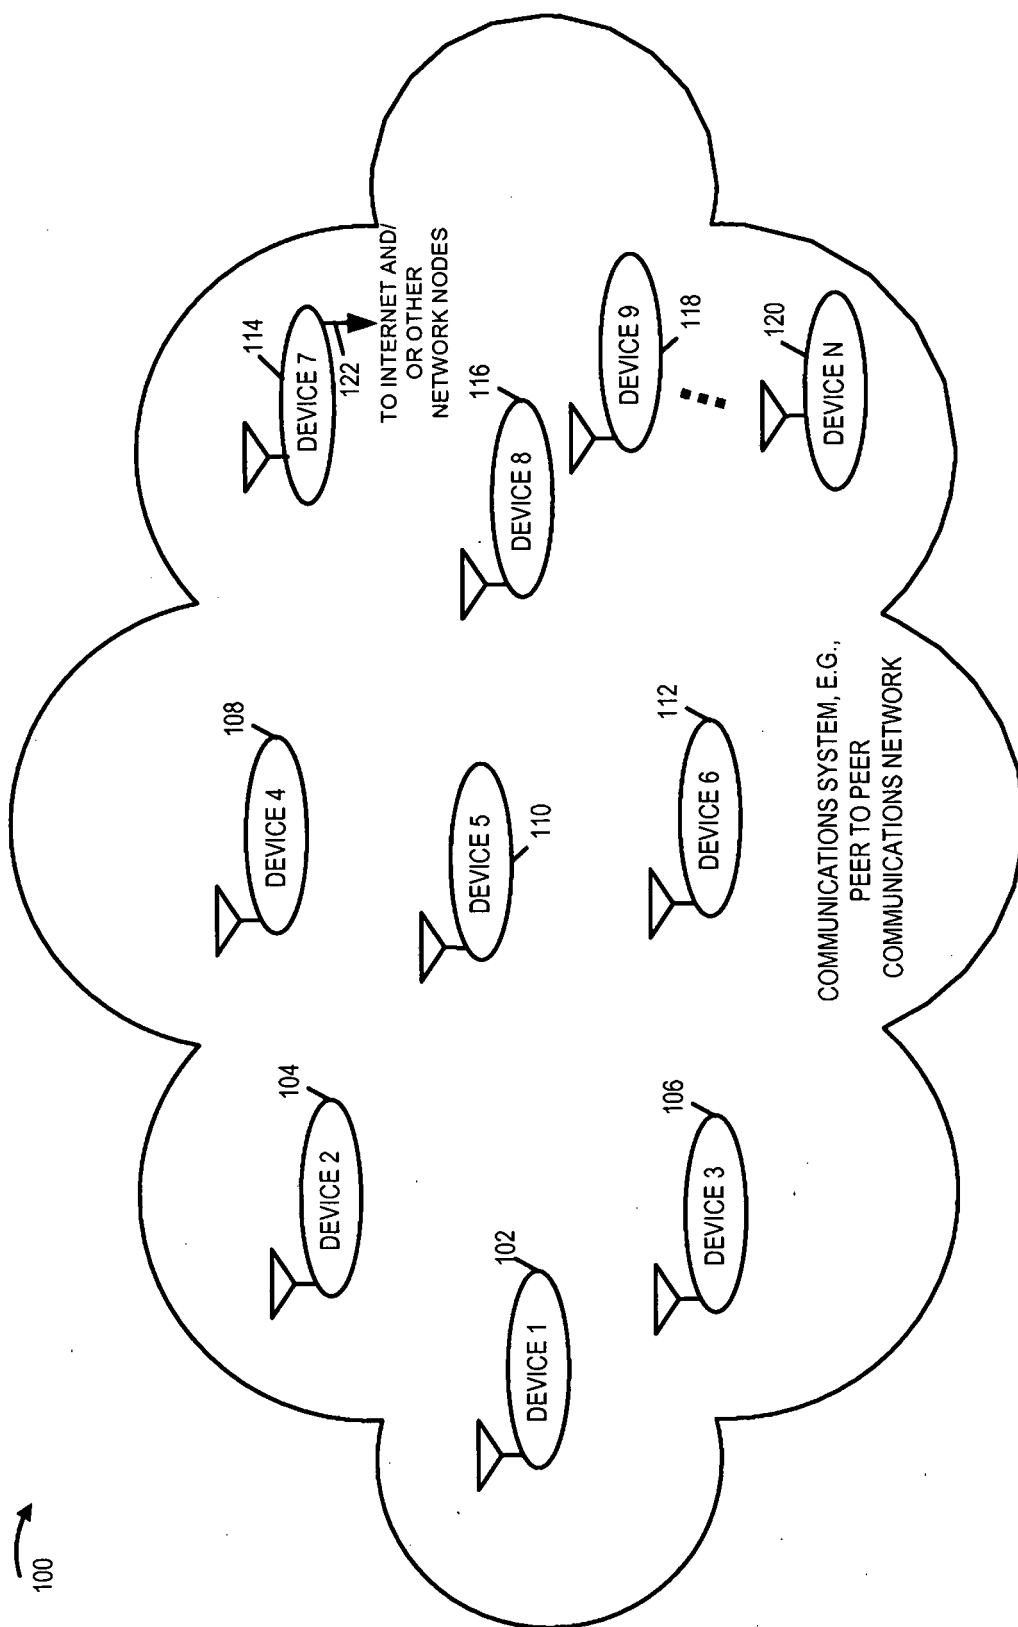 100
114
DEVICE 7
122
TO INTERNET AND/
OR OTHER
NETWORK NODES
108
DEVICE 4
104
DEVICE 2
116
DEVICE 8
DEVICE 9
118
DEVICE 5
110
102
DEVICE 1
112
DEVICE 6
106
DEVICE 3
120
DEVICE N
COMMUNICATIONS SYSTEM, E.G.,
PEER TO PEER
COMMUNICATIONS NETWORK